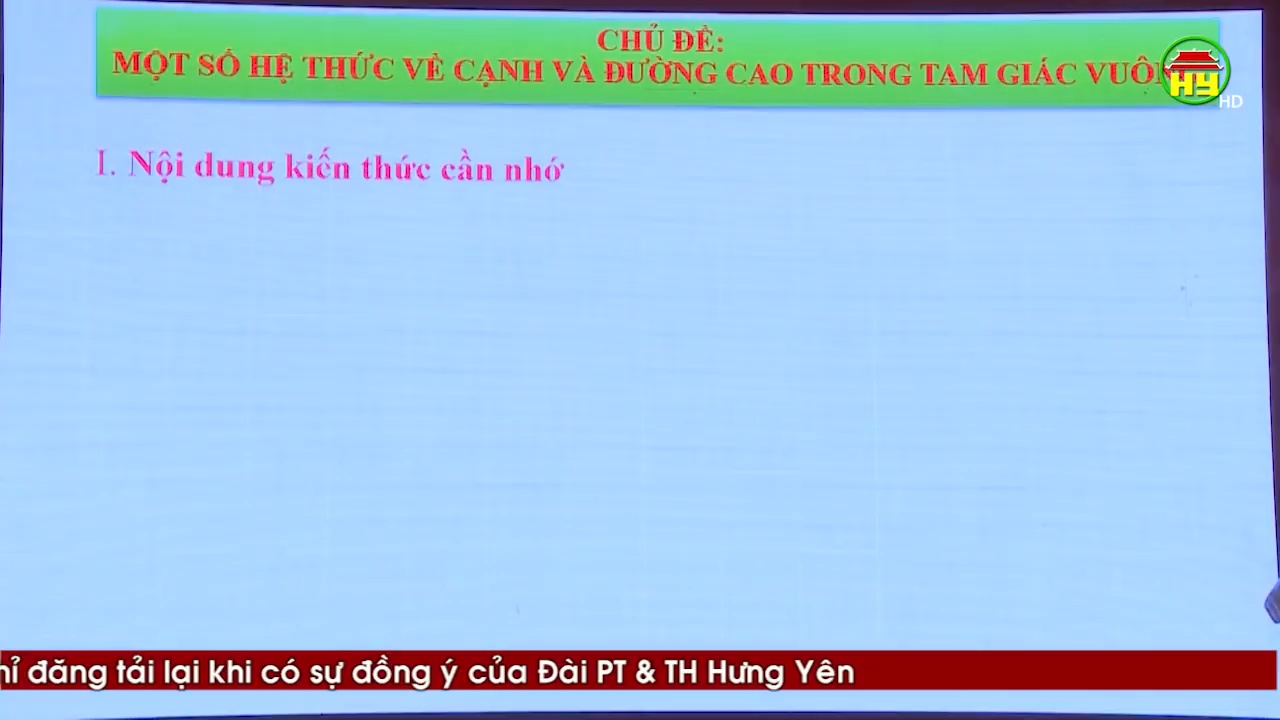 CHỦ ĐỀ:
MỘT SỐ HỆ THỨC VỀ CẠNH VÀ ĐƯỜNG CAO TRONG TAM GIÁC
HY
HD
I. Nội dung kiến thức cần nhớ
đăng tải lại khi có sự đồng ý của Đài PT & TH Hưng Yên